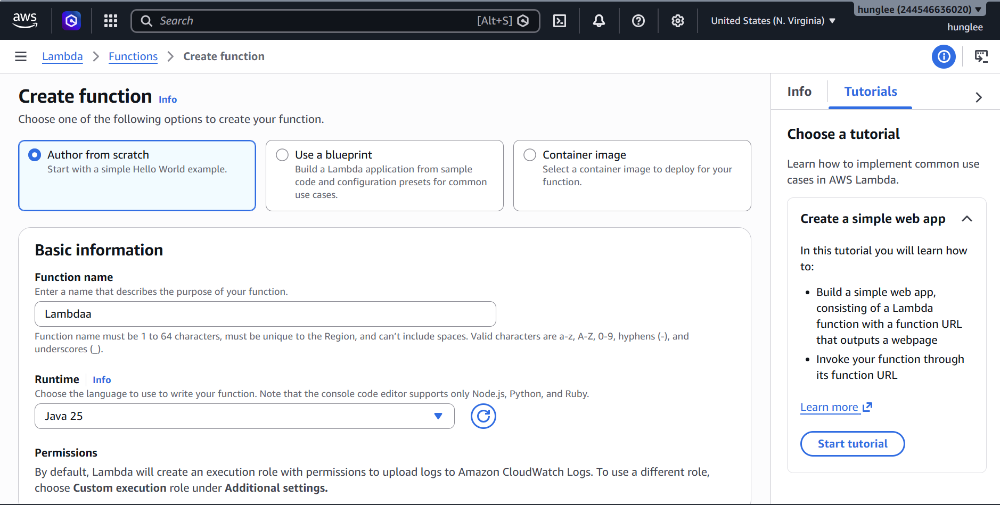 aws
Search
[Alt+S]
United States (N. Virginia)
hunglee (244546636020)
hunglee
Lambda
Functions
Create function
Create function Info
Choose one of the following options to create your function.
Author from scratch
Start with a simple Hello World example.
Use a blueprint
Build a Lambda application from sample
code and configuration presets for common
use cases.
Container image
Select a container image to deploy for your
function.
Basic information
Function name
Enter a name that describes the purpose of your function.
Lambdaa
Function name must be 1 to 64 characters, must be unique to the Region, and can’t include spaces. Valid characters are a-z, A-Z, 0-9, hyphens (-), and
underscores (_).
Runtime Info
Choose the language to use to write your function. Note that the console code editor supports only Node.js, Python, and Ruby.
Java 25
Permissions
By default, Lambda will create an execution role with permissions to upload logs to Amazon CloudWatch Logs. To use a different role,
choose Custom execution role under Additional settings.
Info
Tutorials
Choose a tutorial
Learn how to implement common use
cases in AWS Lambda.
Create a simple web app
In this tutorial you will learn how
to:
• Build a simple web app,
consisting of a Lambda
function with a function URL
that outputs a webpage
• Invoke your function through
its function URL
Learn more
Start tutorial